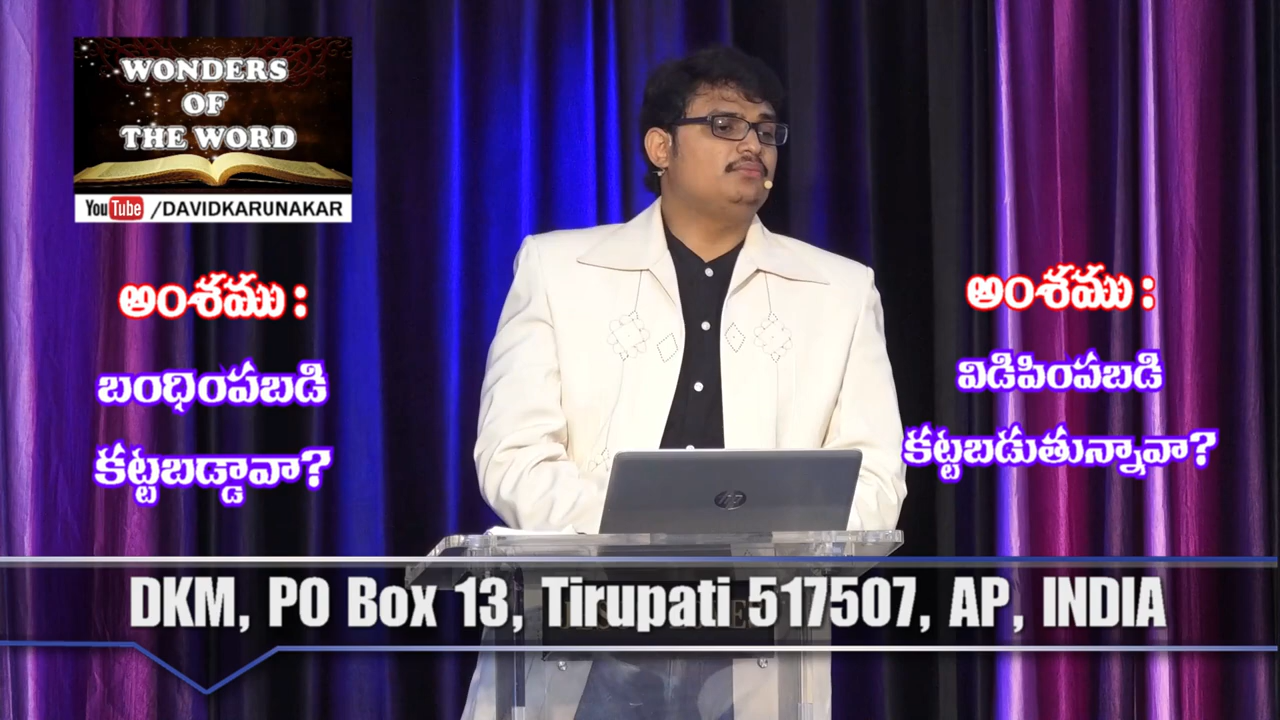 WONDERS
OF
THE WORD
YouTube /DAVIDKARUNAKAR
అంశము :
బంధింపబడి
కట్టబడ్డావా?
అంశము :
విడిపింపబడి
కట్టబడుతున్నావా?
hp
DKM, PO Box 13, Tirupati 517507, AP, INDIA